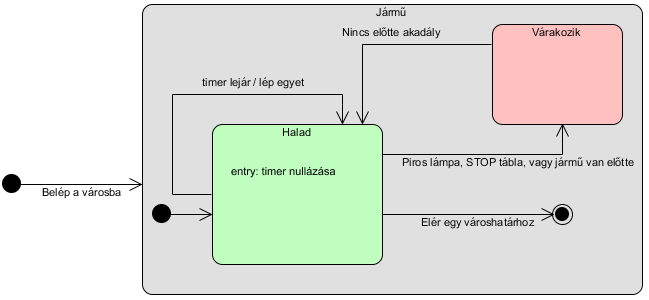 Jármű
Nincs előtte akadály
Várakozik
timer lejár / lép egyet
Halad
entry: timer nullázása
Piros lámpa, STOP tábla, vagy jármű van előtte
Belép a városba
Elér egy városhatárhoz